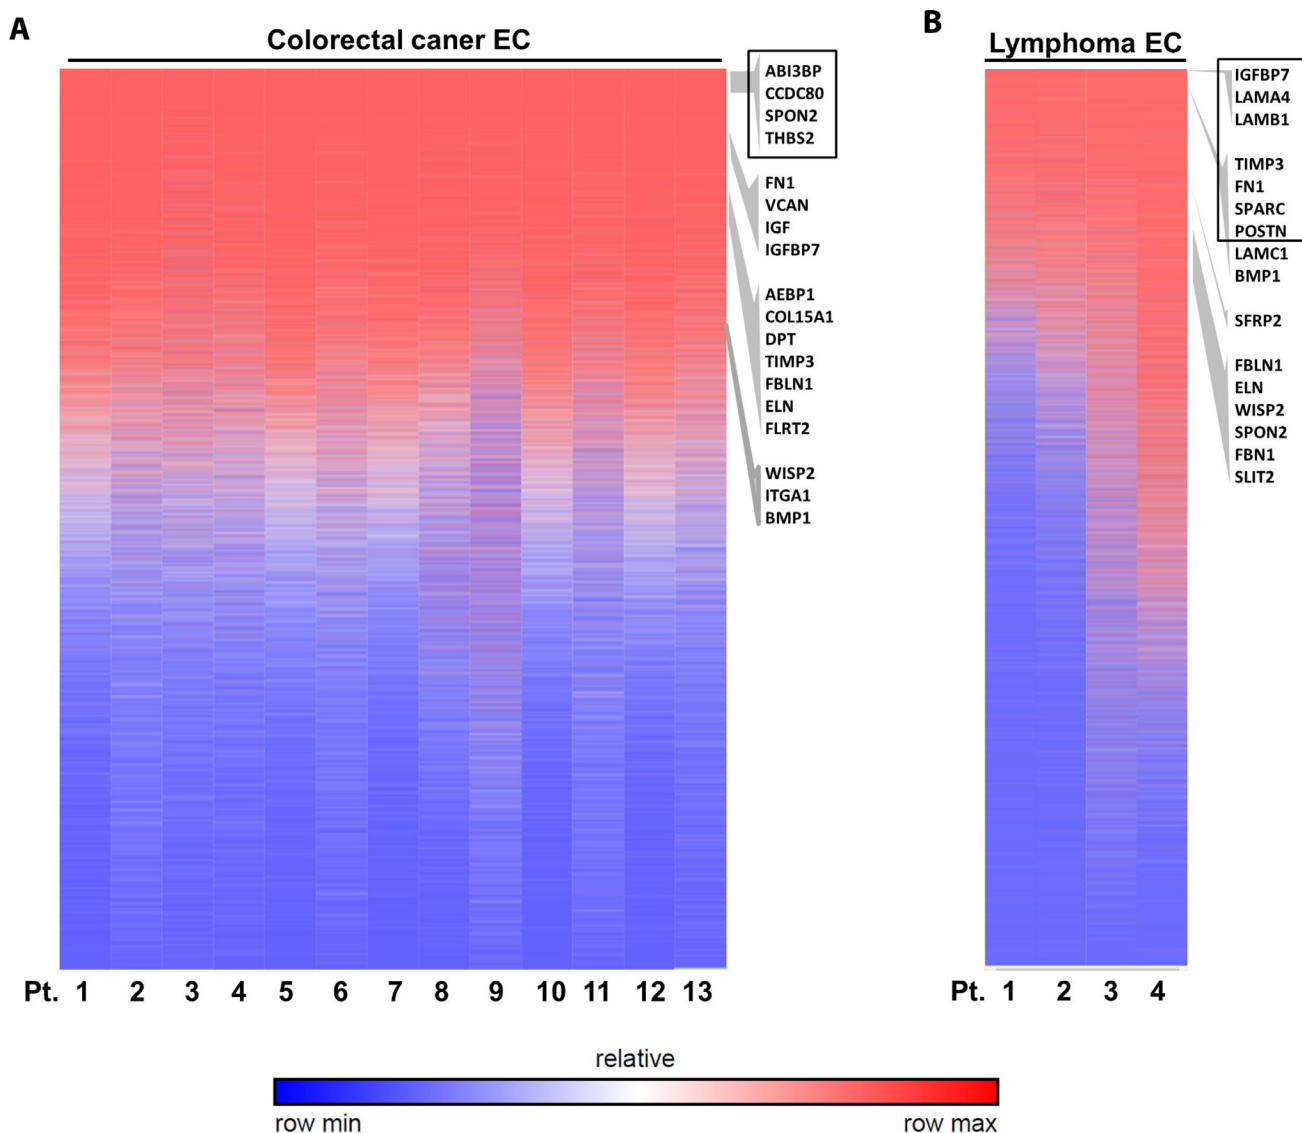 A
Colorectal caner EC
ABI3BP
CCDC80
SPON2
THBS2
FN1
VCAN
IGF
IGFBP7
AEBP1
COL15A1
DPT
TIMP3
FBLN1
ELN
FLRT2
WISP2
ITGA1
BMP1
Pt. 1 2 3 4 5 6 7 8 9 10 11 12 13
B
Lymphoma EC
IGFBP7
LAMA4
LAMB1
TIMP3
FN1
SPARC
POSTN
LAMC1
BMP1
SFRP2
FBLN1
ELN
WISP2
SPON2
FBN1
SLIT2
Pt. 1 2 3 4
relative
row min row max